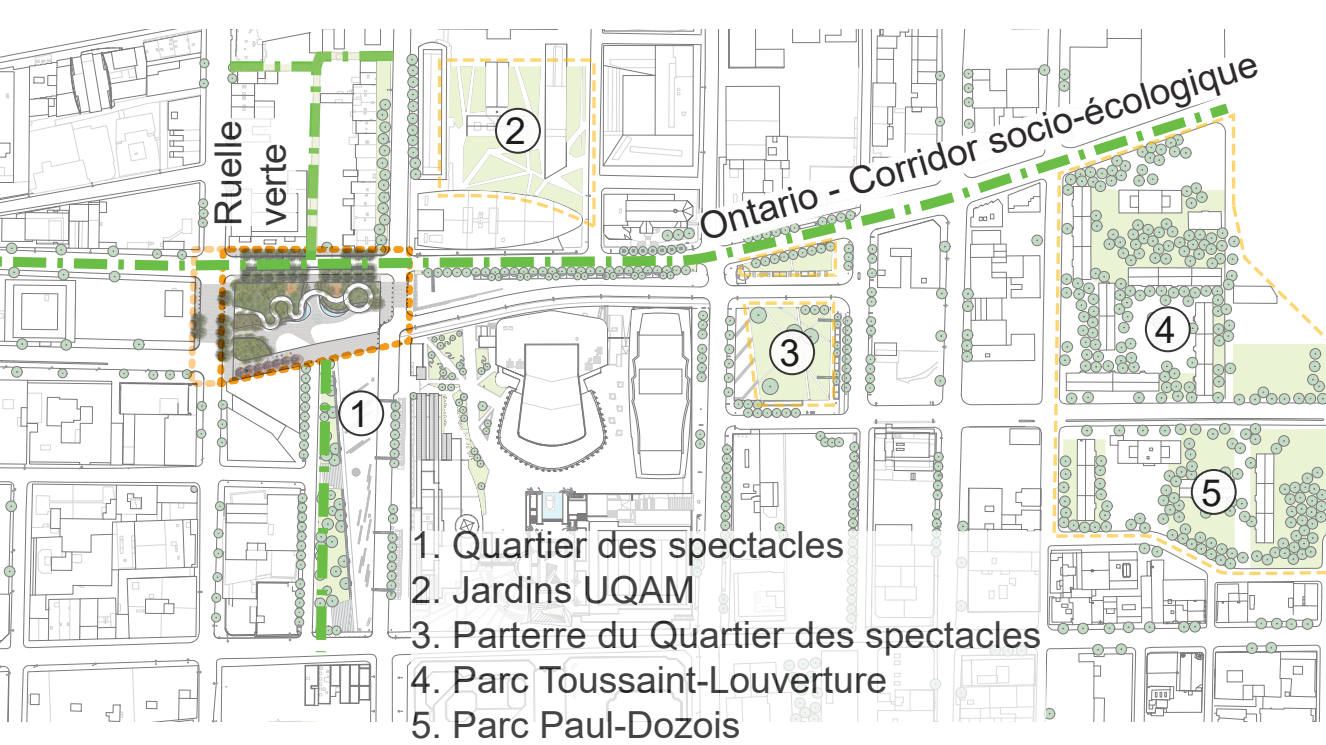 Ruelle
verte
Ontario - Corridor socio-écologique
2
4
3
1
5
1. Quartier des spectacles
2. Jardins UQAM
3. Parterre du Quartier des spectacles
4. Parc Toussaint-Louverture
5. Parc Paul-Dozois